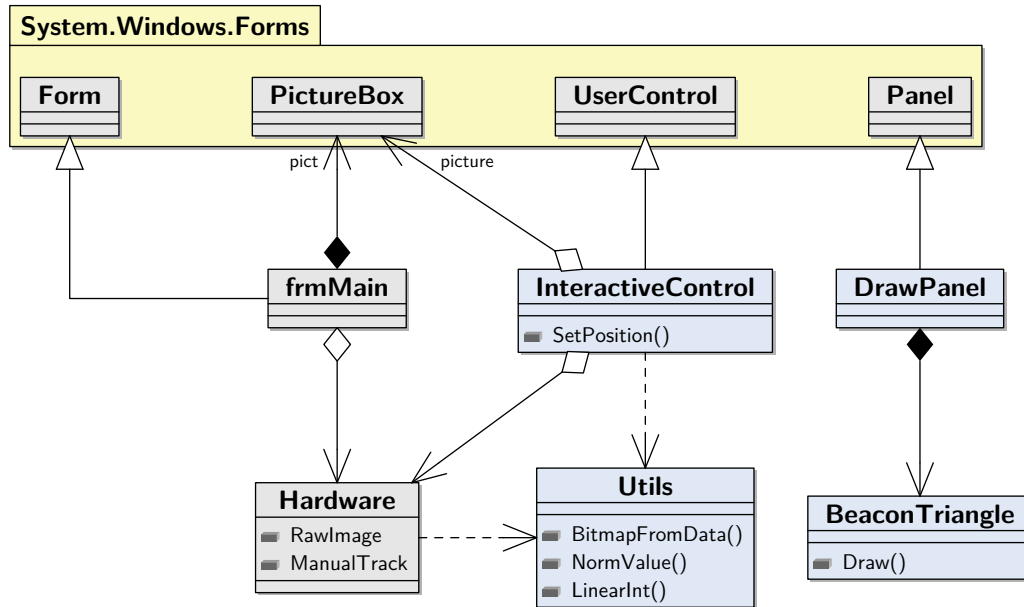 System.Windows.Forms
Form
PictureBox
UserControl
Panel
pict
picture
frmMain
InteractiveControl
SetPosition()
DrawPanel
Hardware
RawImage
ManualTrack
Utils
BitmapFromData()
NormValue()
LinearInt()
BeaconTriangle
Draw()